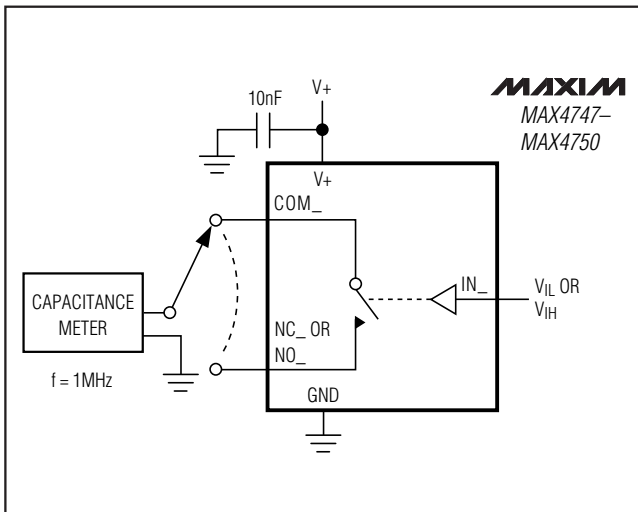 V+
10nF
MAXIM
MAX4747–
MAX4750
V+
COM_
IN_
VIL OR
VIH
CAPACITANCE
METER
NC_ OR
NO_
f = 1MHz
GND